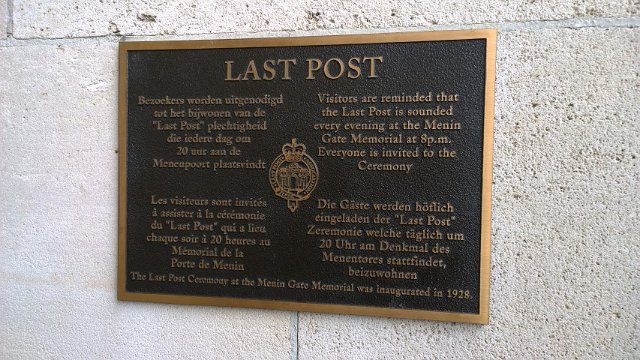 LAST POST
Bezoekers worden uitgenodigd
tot het bijwonen van de
"Last Post" plechtigheid
die iedere dag om
20 uur aan de
Menenpoort plaatsvindt
Visitors are reminded that
the Last Post is sounded
every evening at the Menin
Gate Memorial at 8p.m.
Everyone is invited to the
Ceremony
Les visiteurs sont invités
à assister à la cérémonie
du "Last Post" qui a lieu
chaque soir à 20 heures au
Mémorial de la
Porte de Menin
Die Gäste werden höflich
eingeladen der "Last Post"
Zeremonie welche täglich um
20 Uhr am Denkmal des
Menentores stattfindet,
beizuwohnen
The Last Post Ceremony at the Menin Gate Memorial was inaugurated in 1928.